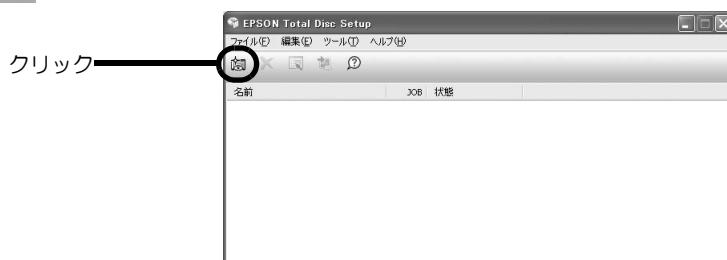 EPSON Total Disc Setup
ファイル(F) 編集(E) ツール(T) ヘルプ(H)
クリック
名前 JOB 状態